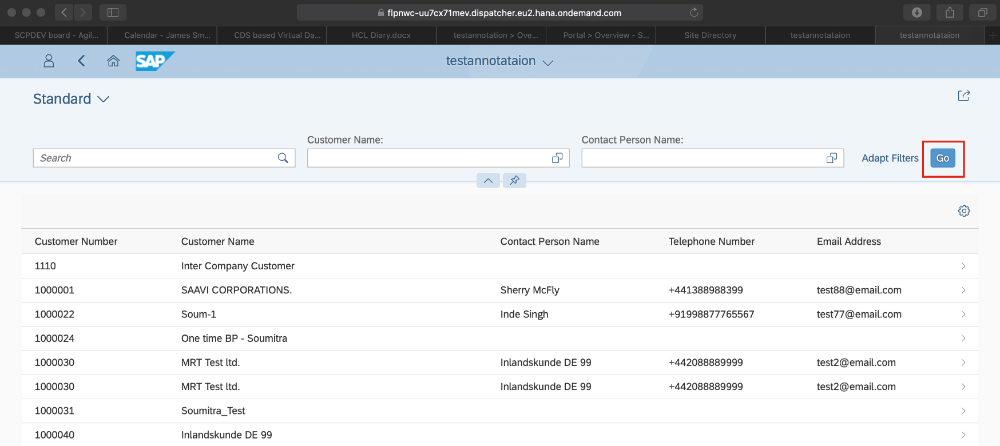 flpnwc-uu7cx71mev.dispatcher.eu2.hana.ondemand.com
SCPDEV board - Agil... Calendar - James Sm... CDS based Virtual Da... HCL Diary.docx testannotation > Ove... Portal > Overview - S... Site Directory testannotataion testannotataion
SAP testannotataion
Standard
Customer Name: Contact Person Name:
Search Adapt Filters Go
Customer Number Customer Name Contact Person Name Telephone Number Email Address
1110 Inter Company Customer
1000001 SAAVI CORPORATIONS. Sherry McFly +441388988399 test88@email.com
1000022 Soum-1 Inde Singh +91998877765567 test77@email.com
1000024 One time BP - Soumitra
1000030 MRT Test ltd. Inlandskunde DE 99 +442088889999 test2@email.com
1000030 MRT Test ltd. Inlandskunde DE 99 +442088889999 test2@email.com
1000031 Soumitra_Test
1000040 Inlandskunde DE 99